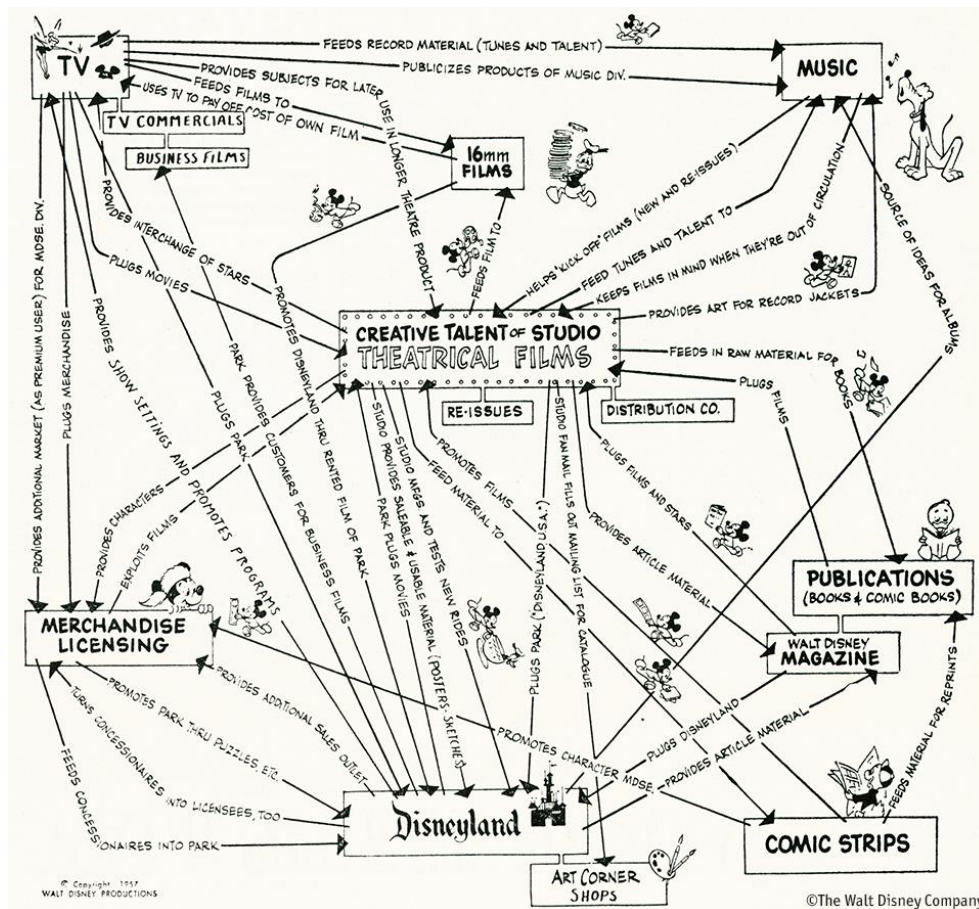 TV
TV COMMERCIALS
BUSINESS FILMS
FEEDS RECORD MATERIAL (TUNES AND TALENT)
PUBLICIZES PRODUCTS OF MUSIC DIV.
PROVIDES SUBJECTS FOR LATER USE IN LONGER THEATRE PRODUCT
FEEDS FILMS TO
USES TV TO PAY OFF COST OF OWN FILM
MUSIC
16mm
FILMS
PROVIDES INTERCHANGE OF STARS
PLUGS MOVIES
FEEDS FILM TO
HELPS "KICK OFF" FILMS (NEW AND RE-ISSUES)
FEED TUNES AND TALENT TO
KEEPS FILMS IN MIND WHEN THEY'RE OUT OF CIRCULATION
PROVIDES ART FOR RECORD JACKETS
SOURCE OF IDEAS FOR ALBUMS
CREATIVE TALENT OF STUDIO
THEATRICAL FILMS
RE-ISSUES
DISTRIBUTION CO.
FEEDS IN RAW MATERIAL FOR BOOKS
PLUGS FILMS
PROVIDES ADDITIONAL MARKET (AS PREMIUM USER) FOR MDSE. DIV.
PLUGS MERCHANDISE
PROVIDES SHOW SETTINGS AND PROMOTES PROGRAMS
PLUGS PARK
PARK PROVIDES CUSTOMERS FOR BUSINESS FILMS
PROMOTES DISNEYLAND THRU RENTED FILM OF PARK
PROVIDES CHARACTERS
EXPLOITS FILMS
PARK PLUGS MOVIES
STUDIO PROVIDES SALEABLE & USABLE MATERIAL (POSTERS-SKETCHES)
STUDIO MFGS. AND TESTS NEW RIDES
FEED MATERIAL TO
PROMOTES FILMS
PLUGS PARK ("DISNEYLAND U.S.A.")
STUDIO FAN MAIL FILLS OUT MAILING LIST FOR CATALOGUE
PROVIDES ARTICLE MATERIAL
PLUGS FILMS AND STARS
PUBLICATIONS
(BOOKS & COMIC BOOKS)
WALT DISNEY
MAGAZINE
MERCHANDISE
LICENSING
PROVIDES ADDITIONAL SALES OUTLET
PROMOTES PARK THRU PUZZLES, ETC.
TURNS CONCESSIONAIRES INTO LICENSEES, TOO
FEEDS CONCESSIONAIRES INTO PARK
PROMOTES CHARACTER MDSE.
PLUGS DISNEYLAND
PROVIDES ARTICLE MATERIAL
FEEDS MATERIAL FOR REPRINTS
Disneyland
COMIC STRIPS
ART CORNER
SHOPS
© Copyright 1957
WALT DISNEY PRODUCTIONS
©The Walt Disney Company